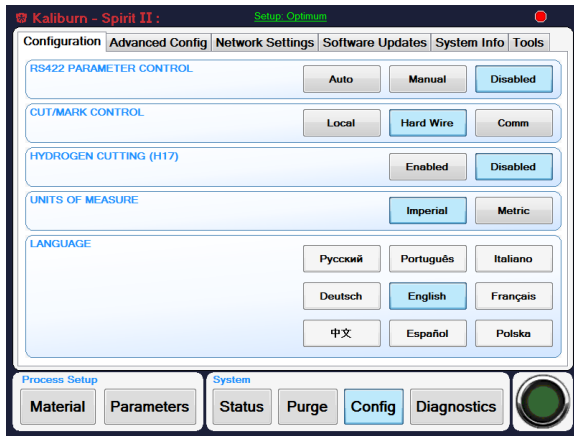 Kaliburn - Spirit II :
Setup: Optimum
Configuration Advanced Config Network Settings Software Updates System Info Tools
RS422 PARAMETER CONTROL
Auto Manual Disabled
CUT/MARK CONTROL
Local Hard Wire Comm
HYDROGEN CUTTING (H17)
Enabled Disabled
UNITS OF MEASURE
Imperial Metric
LANGUAGE
Русский Português Italiano
Deutsch English Français
中文 Español Polska
Process Setup System
Material Parameters Status Purge Config Diagnostics